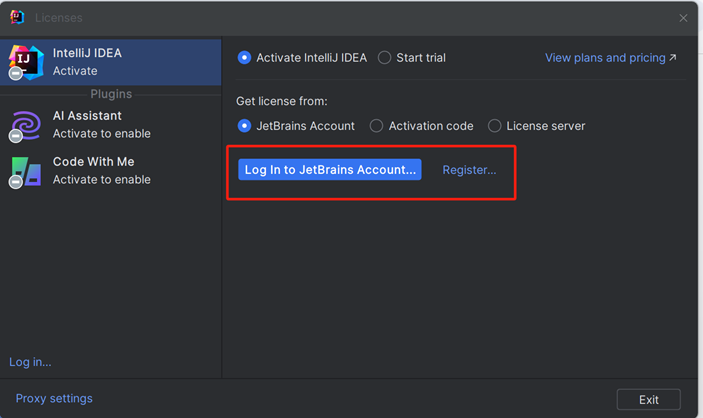 Licenses
IntelliJ IDEA
Activate
Plugins
AI Assistant
Activate to enable
Code With Me
Activate to enable
Log in...
Activate IntelliJ IDEA Start trial View plans and pricing ↗
Get license from:
JetBrains Account Activation code License server
Log In to JetBrains Account... Register...
Proxy settings
Exit